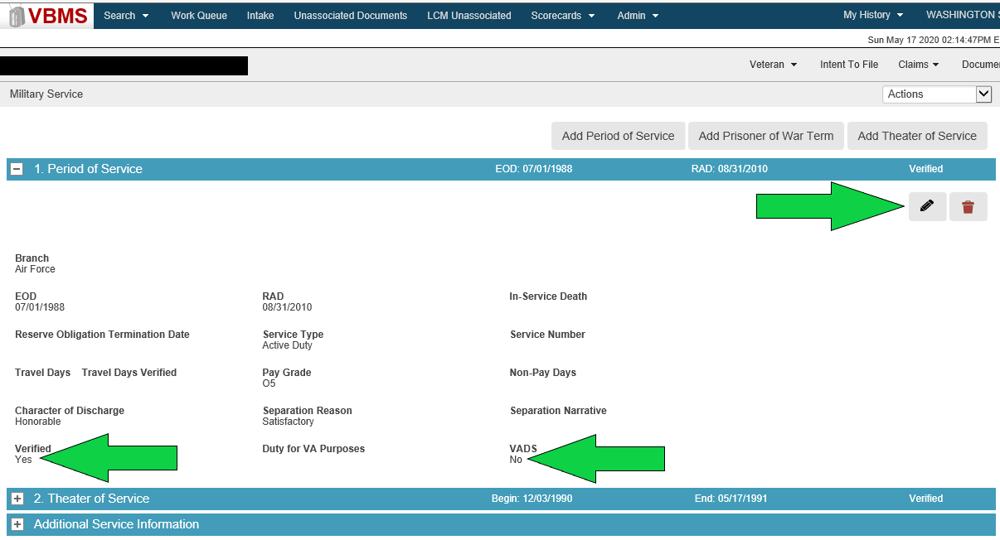 VBMS Search Work Queue Intake Unassociated Documents LCM Unassociated Scorecards Admin My History WASHINGTON
Sun May 17 2020 02:14:47PM E
Veteran Intent To File Claims Docume
Military Service Actions
Add Period of Service Add Prisoner of War Term Add Theater of Service
1. Period of Service EOD: 07/01/1988 RAD: 08/31/2010 Verified
Branch
Air Force
EOD RAD In-Service Death
07/01/1988 08/31/2010
Reserve Obligation Termination Date Service Type Service Number
Active Duty
Travel Days Travel Days Verified Pay Grade Non-Pay Days
O5
Character of Discharge Separation Reason Separation Narrative
Honorable Satisfactory
Verified Duty for VA Purposes VADS
Yes No
2. Theater of Service Begin: 12/03/1990 End: 05/17/1991 Verified
Additional Service Information